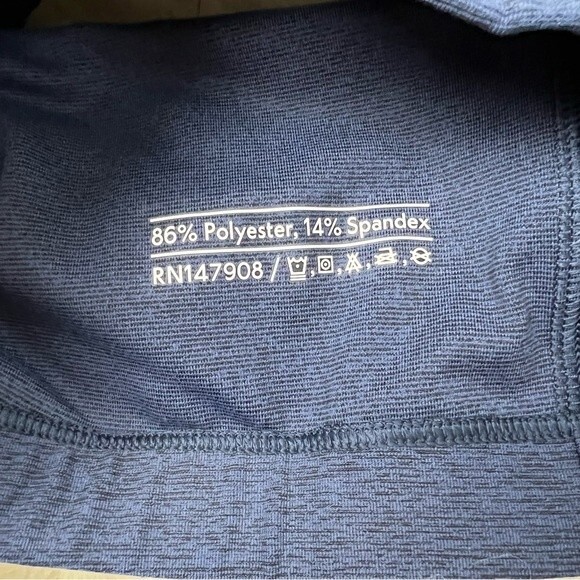 86% Polyester, 14% Spandex
RN147908 /